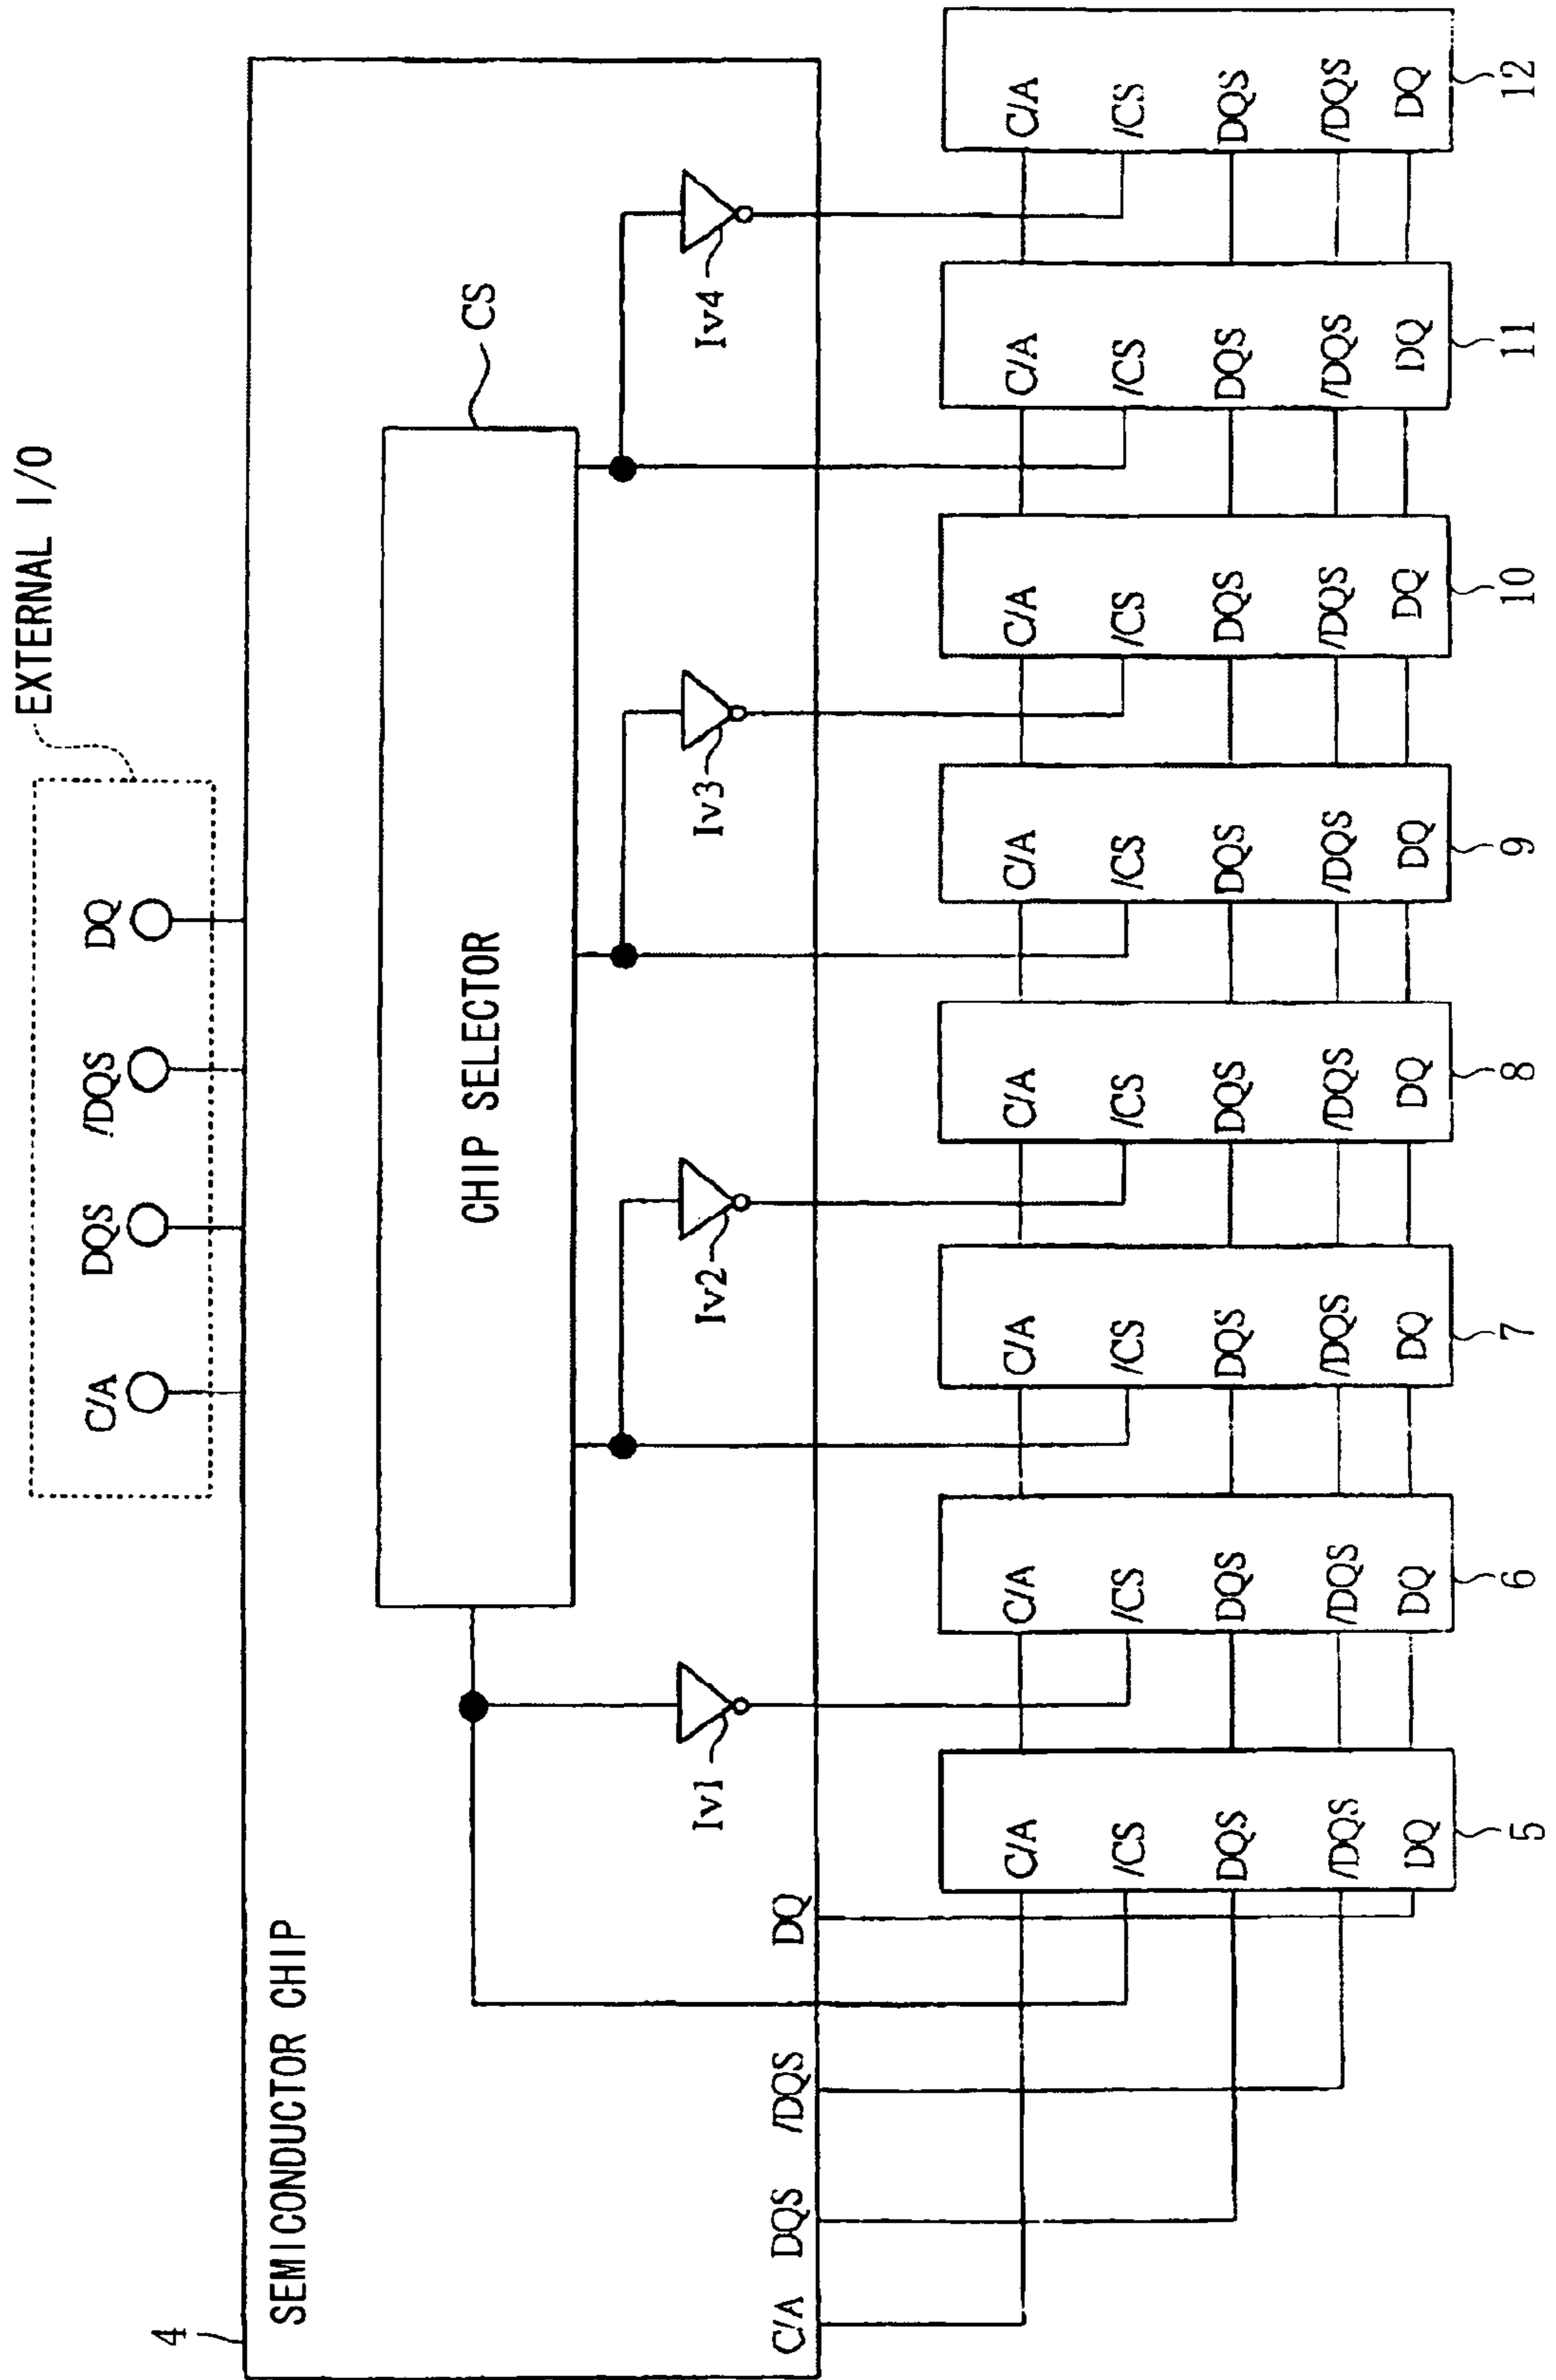 EXTERNAL I/O
C/A DQS /DQS DQ
4
SEMICONDUCTOR CHIP
CHIP SELECTOR
CS
Iv1 Iv2 Iv3 Iv4
C/A DQS /DQS DQ
C/A C/A C/A C/A C/A C/A C/A C/A
/CS /CS /CS /CS /CS /CS /CS /CS
DQS DQS DQS DQS DQS DQS DQS DQS
/DQS /DQS /DQS /DQS /DQS /DQS /DQS /DQS
DQ DQ DQ DQ DQ DQ DQ DQ
5 6 7 8 9 10 11 12